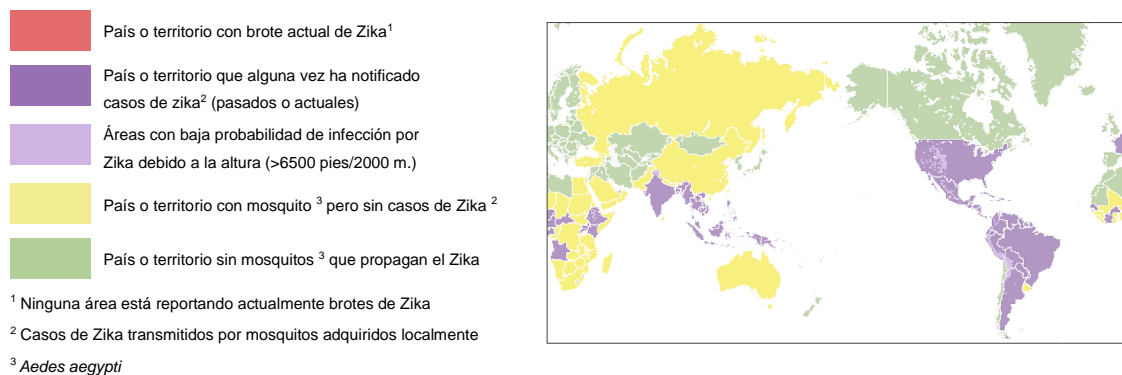 País o territorio con brote actual de Zika¹
País o territorio que alguna vez ha notificado
casos de zika² (pasados o actuales)
Áreas con baja probabilidad de infección por
Zika debido a la altura (>6500 pies/2000 m.)
País o territorio con mosquito ³ pero sin casos de Zika ²
País o territorio sin mosquitos ³ que propagan el Zika
¹ Ninguna área está reportando actualmente brotes de Zika
² Casos de Zika transmitidos por mosquitos adquiridos localmente
³ Aedes aegypti